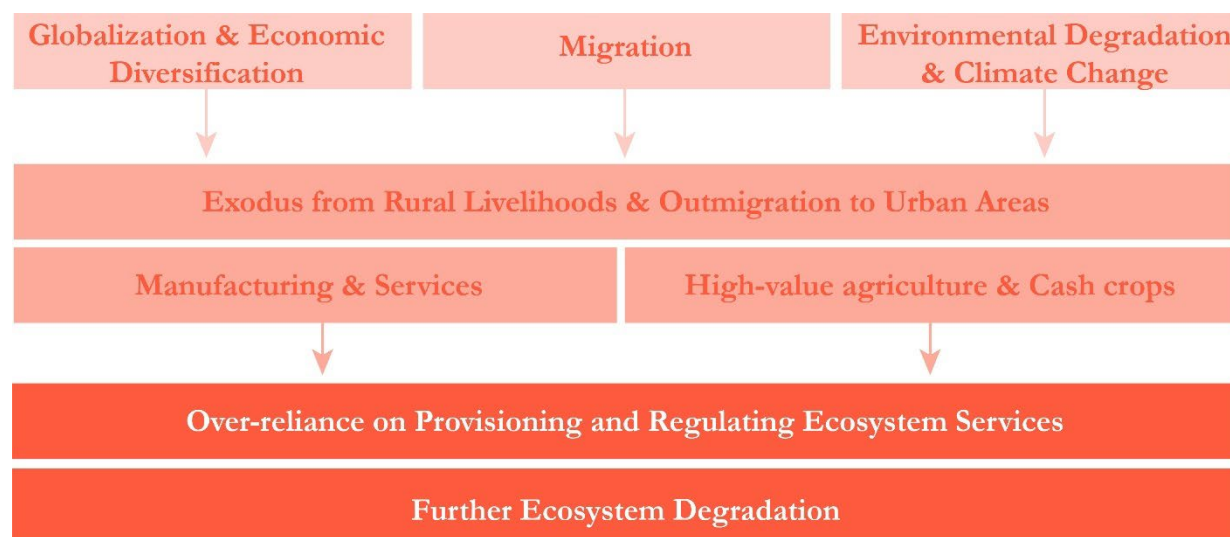 Globalization & Economic
Diversification
Migration
Environmental Degradation
& Climate Change
Exodus from Rural Livelihoods & Outmigration to Urban Areas
Manufacturing & Services
High-value agriculture & Cash crops
Over-reliance on Provisioning and Regulating Ecosystem Services
Further Ecosystem Degradation